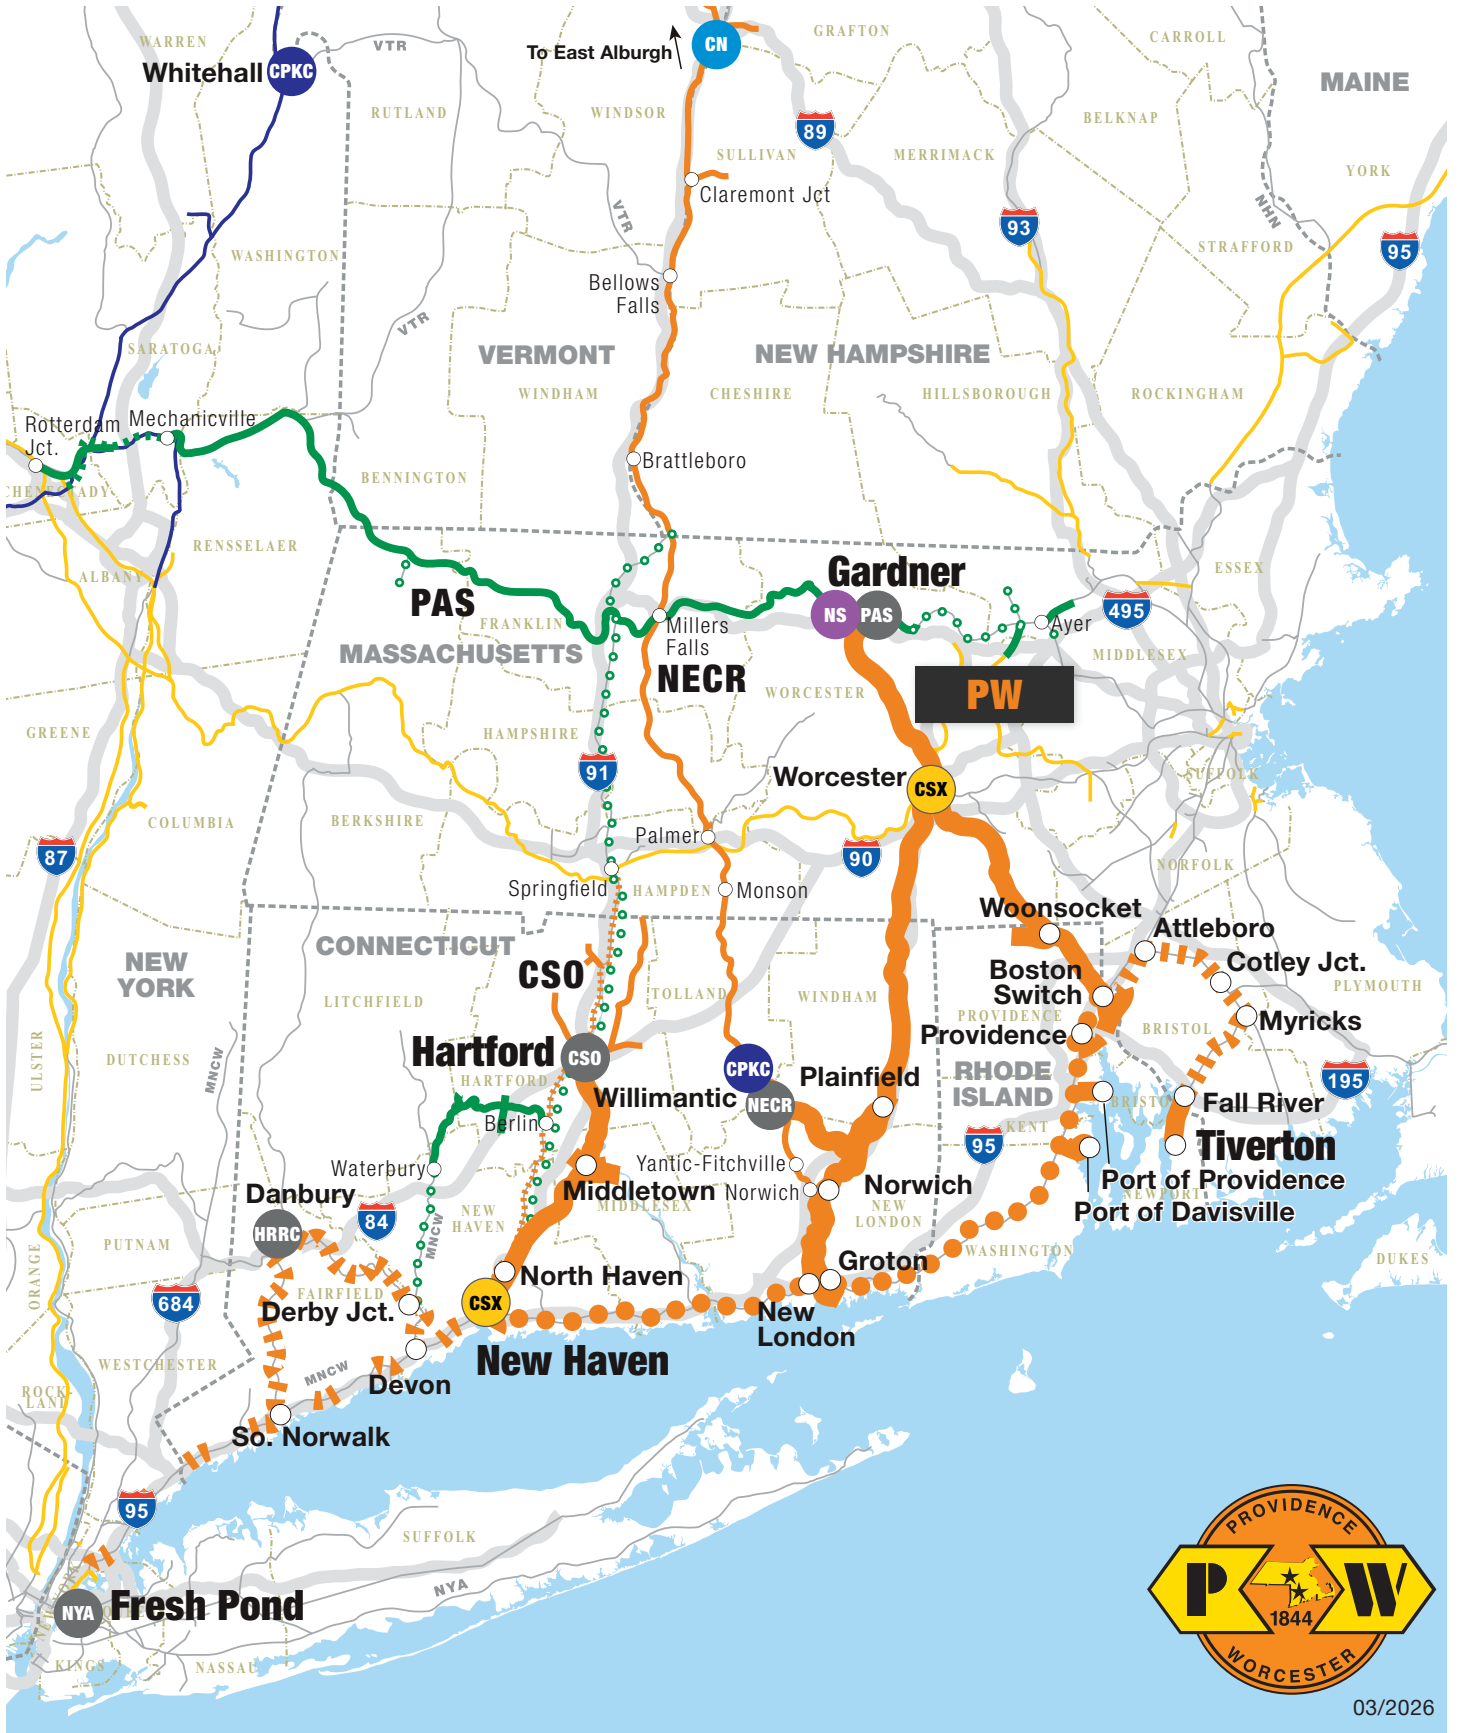 WARREN
VTR
To East Alburgh
CN
GRAFTON
CARROLL
Whitehall
CPKC
MAINE
RUTLAND
WINDSOR
89
BELKNAP
SULLIVAN
MERRIMACK
YORK
Claremont Jct
VTR
NHN
93
STRAFFORD
95
WASHINGTON
Bellows
Falls
VTR
SARATOGA
VERMONT
NEW HAMPSHIRE
WINDHAM
CHESHIRE
HILLSBOROUGH
ROCKINGHAM
Rotterdam
Jct.
Mechanicville
Brattleboro
BENNINGTON
RENSSELAER
ALBANY
ESSEX
Gardner
PAS
NS
PAS
495
FRANKLIN
Millers
Falls
Ayer
MASSACHUSETTS
MIDDLESEX
NECR
WORCESTER
PW
GREENE
HAMPSHIRE
91
Worcester
CSX
SUFFOLK
COLUMBIA
BERKSHIRE
Palmer
87
90
NORFOLK
Springfield
HAMPDEN
Monson
Woonsocket
Attleboro
CONNECTICUT
NEW
YORK
CSO
Boston
Switch
Cotley Jct.
PLYMOUTH
LITCHFIELD
TOLLAND
WINDHAM
PROVIDENCE
Providence
BRISTOL
Myricks
ULSTER
DUTCHESS
MNCW
Hartford
CSO
CPKC
Plainfield
RHODE
ISLAND
195
HARTFORD
Willimantic
NECR
BRISTOL
Fall River
Berlin
KENT
95
Tiverton
Waterbury
Yantic-Fitchville
Port of Providence
Danbury
Middletown
Norwich
Norwich
NEWPORT
Port of Davisville
MIDDLESEX
84
NEW
HAVEN
NEW
LONDON
HRRC
MNCW
PUTNAM
WASHINGTON
DUKES
ORANGE
North Haven
Groton
FAIRFIELD
684
Derby Jct.
CSX
New
London
WESTCHESTER
MNCW
New Haven
Devon
ROCK-
LAND
So. Norwalk
95
SUFFOLK
NYA
NYA
Fresh Pond
KINGS
NASSAU
PROVIDENCE
P
W
1844
WORCESTER
03/2026